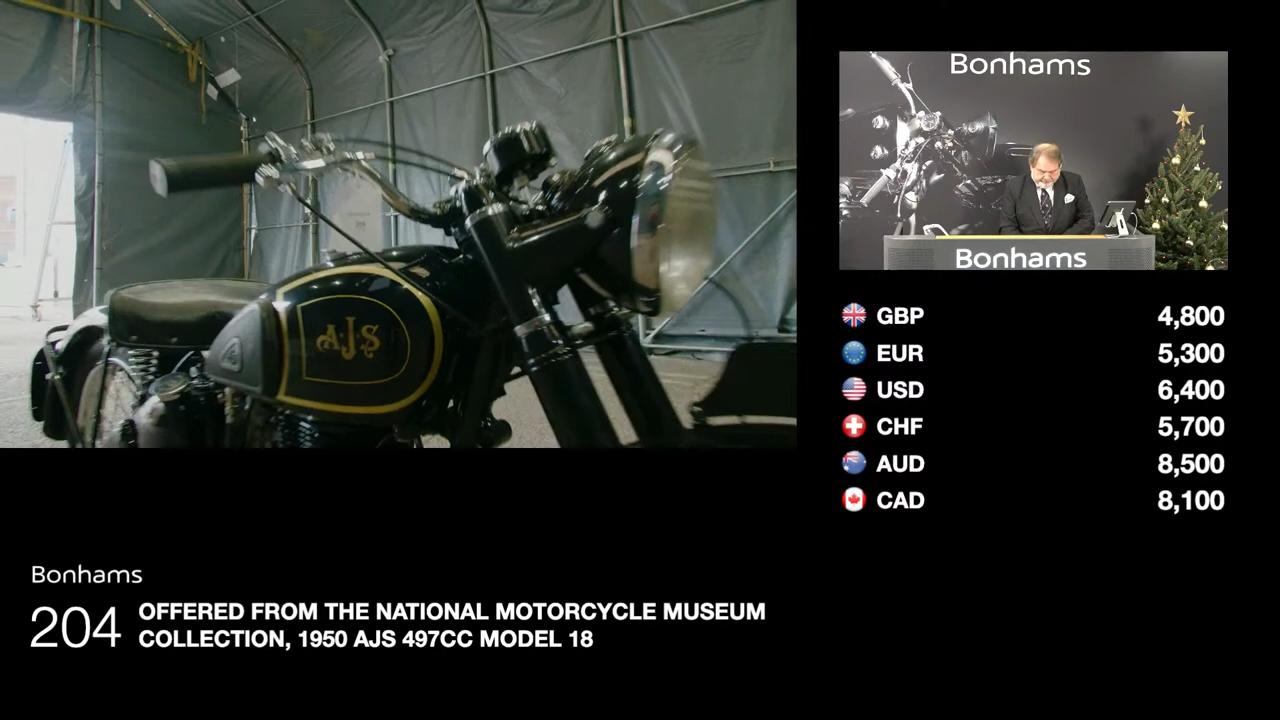 AJS
Bonhams
Bonhams
GBP 4,800
EUR 5,300
USD 6,400
CHF 5,700
AUD 8,500
CAD 8,100
Bonhams
204 OFFERED FROM THE NATIONAL MOTORCYCLE MUSEUM
COLLECTION, 1950 AJS 497CC MODEL 18